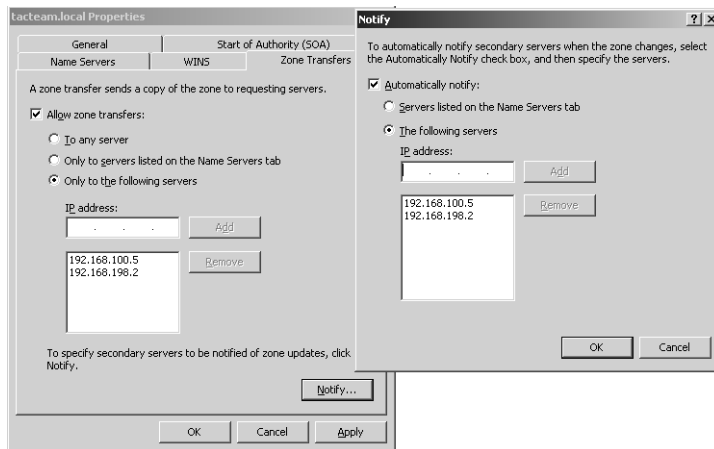 tacteam.local Properties
General
Start of Authority (SOA)
Name Servers
WINS
Zone Transfers
A zone transfer sends a copy of the zone to requesting servers.
Allow zone transfers:
To any server
Only to servers listed on the Name Servers tab
Only to the following servers
IP address:
. . .
Add
192.168.100.5
192.168.198.2
Remove
To specify secondary servers to be notified of zone updates, click
Notify.
Notify...
OK
Cancel
Apply
Notify
? X
To automatically notify secondary servers when the zone changes, select
the Automatically Notify check box, and then specify the servers.
Automatically notify:
Servers listed on the Name Servers tab
The following servers
IP address:
. . .
Add
192.168.100.5
192.168.198.2
Remove
OK
Cancel